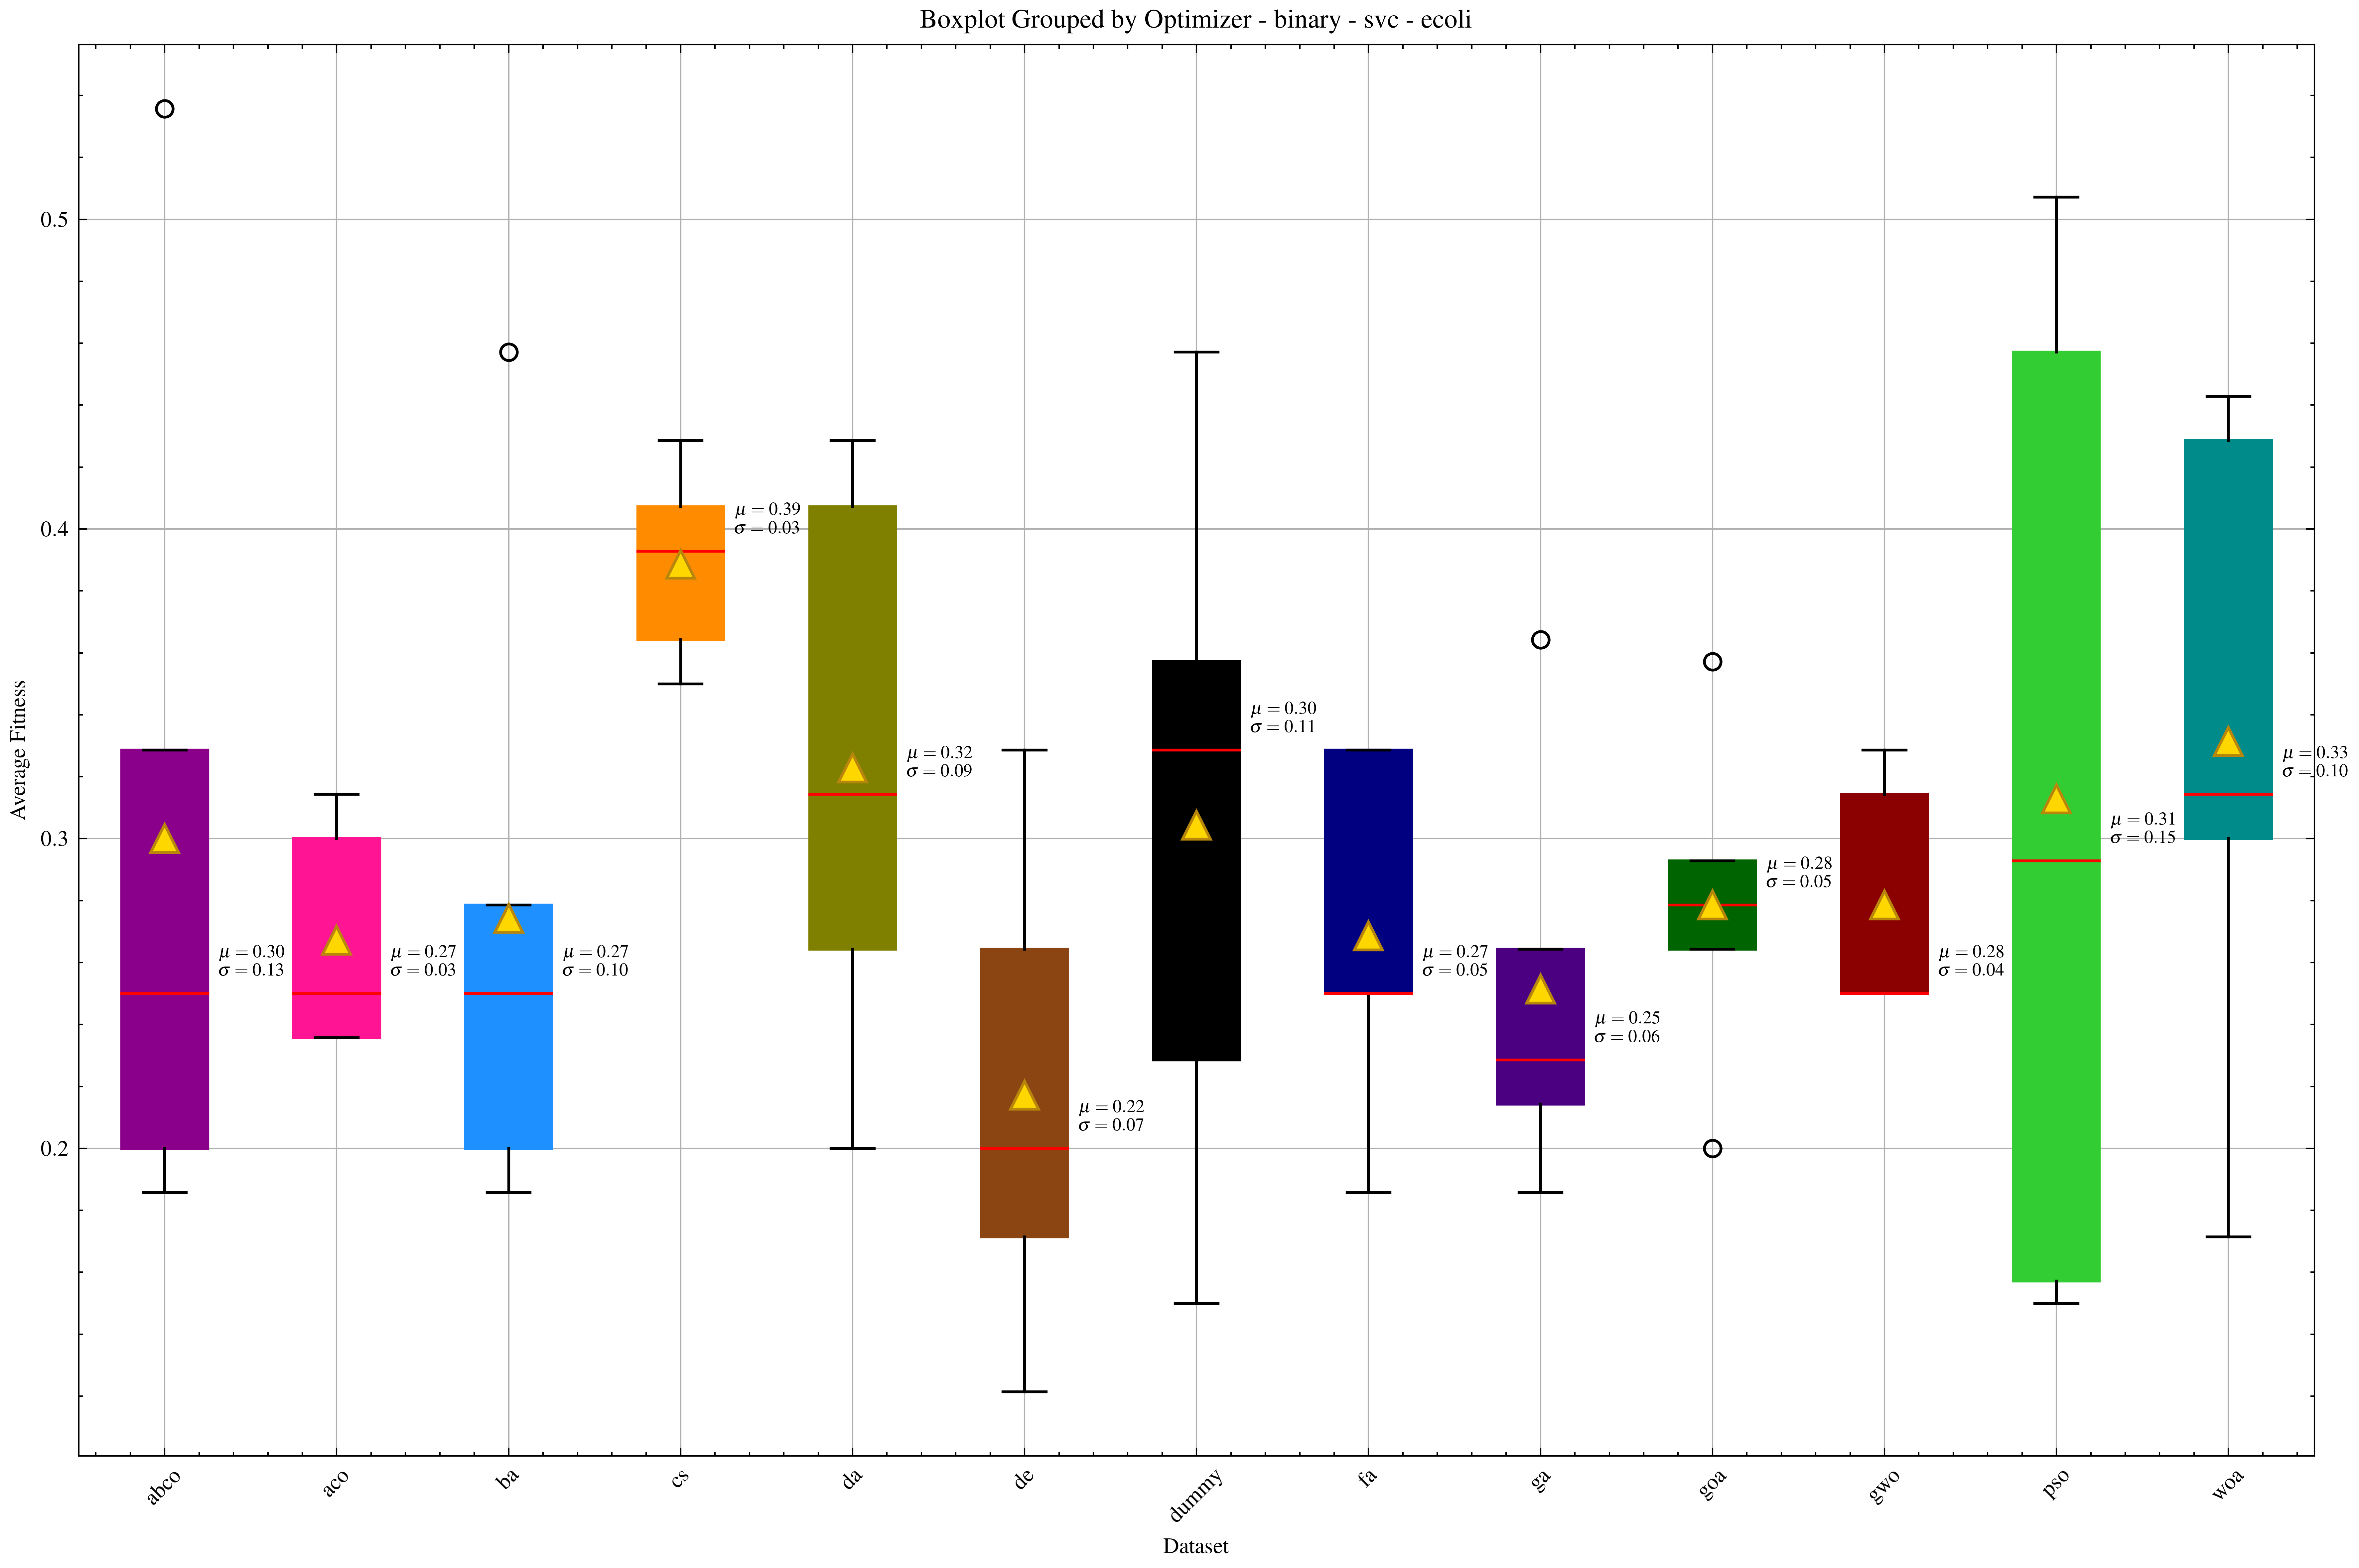 Boxplot Grouped by Optimizer - binary - svc - ecoli
Average Fitness
0.5
0.4
0.3
0.2
μ = 0.30
σ = 0.13
μ = 0.27
σ = 0.03
μ = 0.27
σ = 0.10
μ = 0.39
σ = 0.03
μ = 0.32
σ = 0.09
μ = 0.22
σ = 0.07
μ = 0.30
σ = 0.11
μ = 0.27
σ = 0.05
μ = 0.25
σ = 0.06
μ = 0.28
σ = 0.05
μ = 0.28
σ = 0.04
μ = 0.31
σ = 0.15
μ = 0.33
σ = 0.10
abco
aco
ba
cs
da
de
dummy
fa
ga
goa
gwo
pso
woa
Dataset